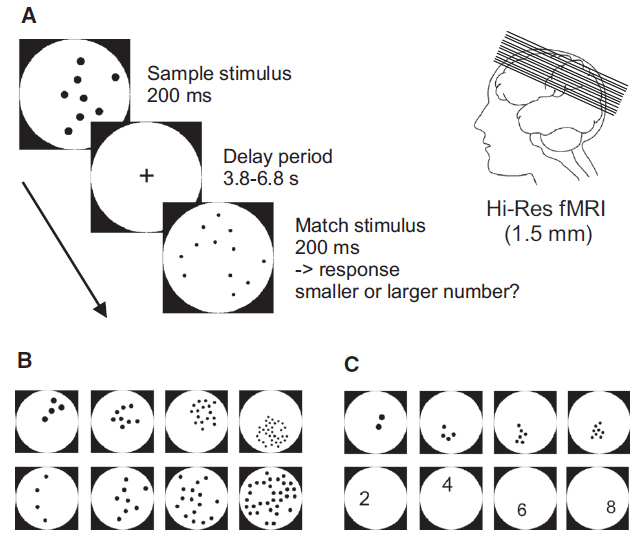 A
Sample stimulus
200 ms
Delay period
3.8-6.8 s
+
Match stimulus
200 ms
-> response
smaller or larger number?
Hi-Res fMRI
(1.5 mm)
B
C
2
4
6
8